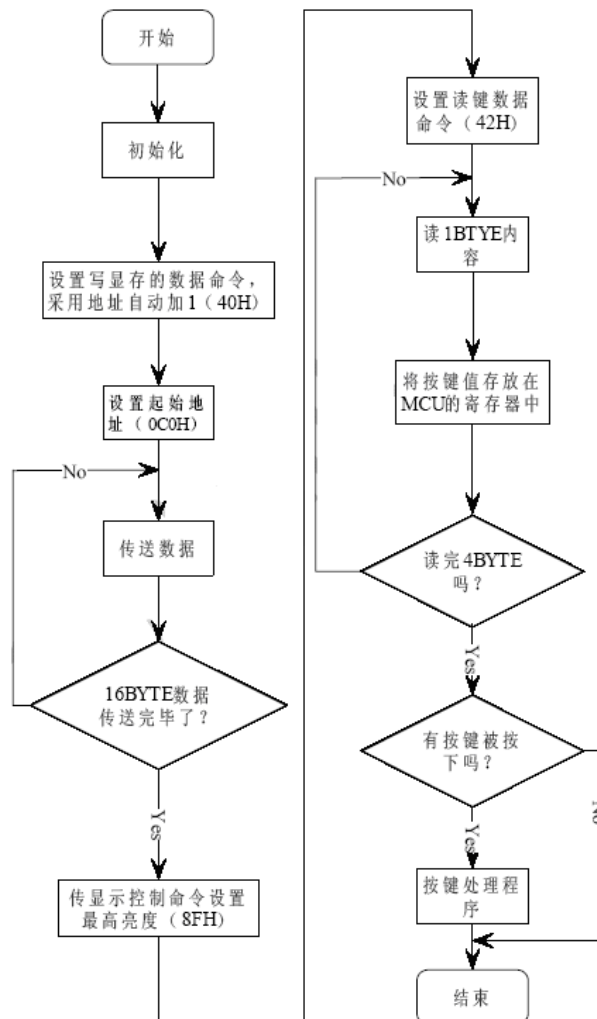 开始
初始化
设置写显存的数据命令，
采用地址自动加1（40H）
设置起始地
址（0C0H）
No
传送数据
16BYTE数据
传送完毕了？
Yes
传显示控制命令设置
最高亮度（8FH）
设置读键数据
命令（42H）
No
读1BTYE内
容
将按键值存放在
MCU的寄存器中
读完4BYTE
吗？
Yes
有按键被按
下吗？
No
Yes
按键处理程
序
结束